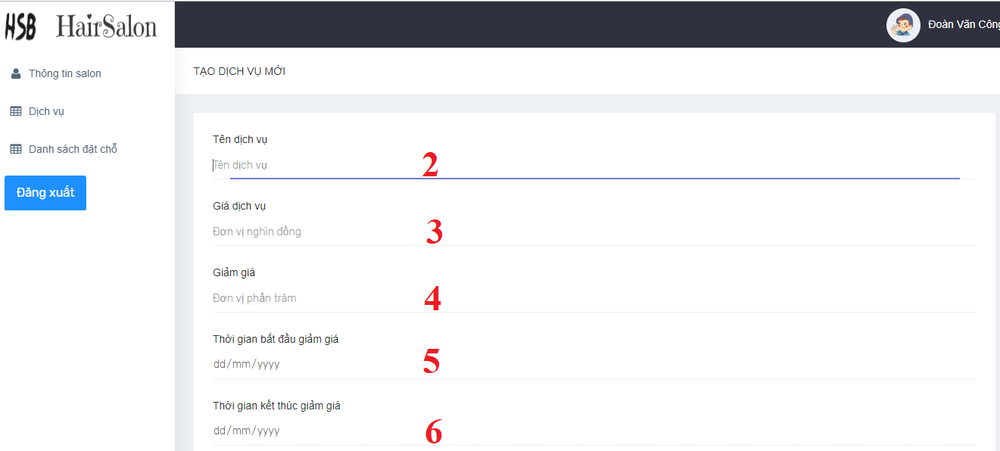 HSB HairSalon
Đoàn Văn Công
Thông tin salon
Dịch vụ
Danh sách đặt chỗ
Đăng xuất
TẠO DỊCH VỤ MỚI
Tên dịch vụ
Tên dịch vụ
2
Giá dịch vụ
Đơn vị nghìn đồng
3
Giảm giá
Đơn vị phần trăm
4
Thời gian bắt đầu giảm giá
dd/mm/yyyy
5
Thời gian kết thúc giảm giá
dd/mm/yyyy
6